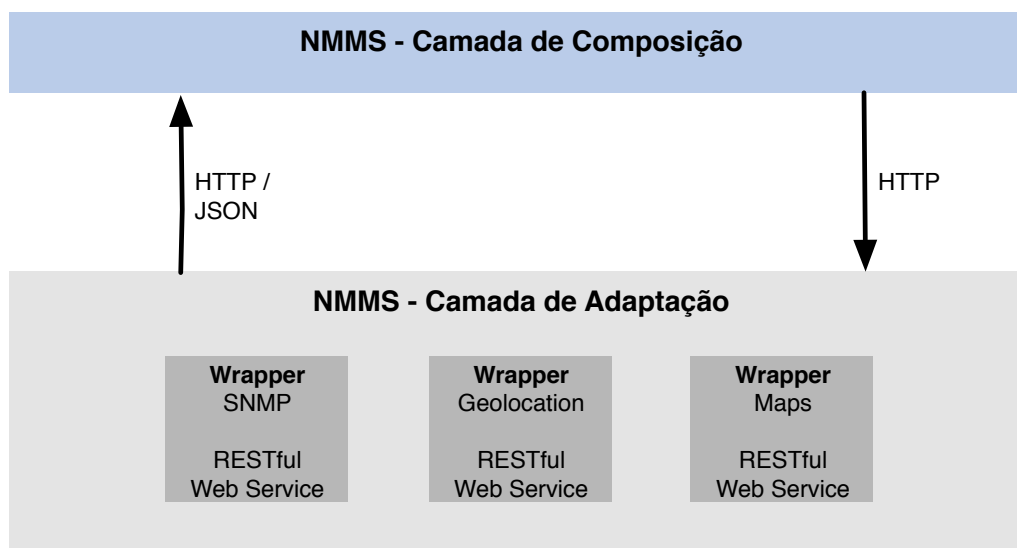 NMMS - Camada de Composição
HTTP /
JSON
HTTP
NMMS - Camada de Adaptação
Wrapper
SNMP
RESTful
Web Service
Wrapper
Geolocation
RESTful
Web Service
Wrapper
Maps
RESTful
Web Service